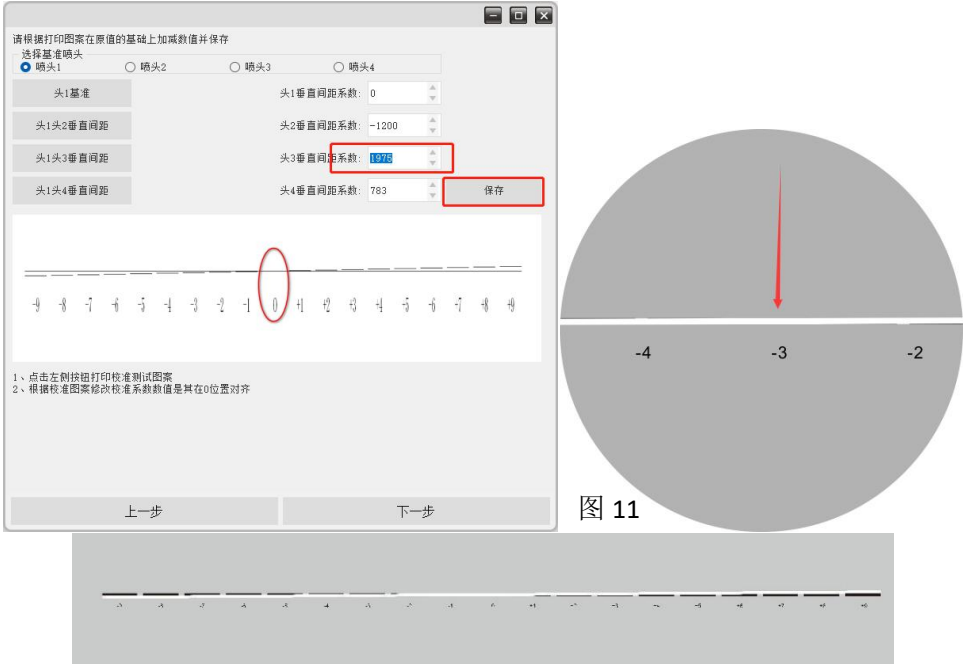 请根据打印图案在原值的基础上加减数值并保存
选择基准喷头
喷头1 喷头2 喷头3 喷头4
头1基准 头1垂直间距系数: 0
头1头2垂直间距 头2垂直间距系数: -1200
头1头3垂直间距 头3垂直间距系数: 1975
头1头4垂直间距 头4垂直间距系数: 783 保存
-9 -8 -7 -6 -5 -4 -3 -2 -1 0 +1 +2 +3 +4 -5 -6 -7 +8 +9
-4 -3 -2
1、点击左侧按钮打印校准测试图案
2、根据校准图案修改校准系数数值是其在0位置对齐
上一步 下一步
图 11